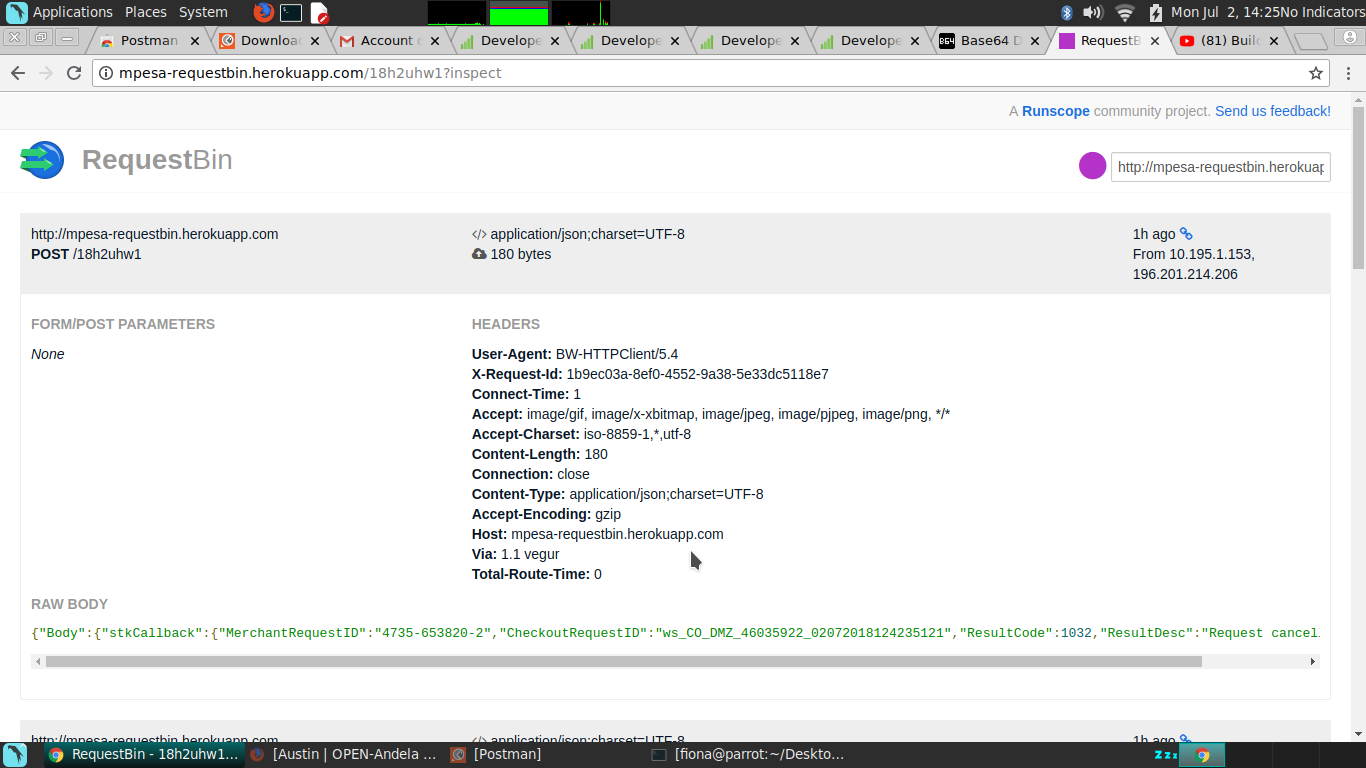 Applications Places System Mon Jul 2, 14:25 No Indicators
Postman Downloa Account Develope Develope Develope Develope B64 Base64 D RequestB (81) Buil
mpesa-requestbin.herokuapp.com/18h2uhw1?inspect
A Runscope community project. Send us feedback!
RequestBin http://mpesa-requestbin.herokuap
http://mpesa-requestbin.herokuapp.com </> application/json;charset=UTF-8 1h ago
POST /18h2uhw1 180 bytes From 10.195.1.153,
196.201.214.206
FORM/POST PARAMETERS HEADERS
None User-Agent: BW-HTTPClient/5.4
X-Request-Id: 1b9ec03a-8ef0-4552-9a38-5e33dc5118e7
Connect-Time: 1
Accept: image/gif, image/x-xbitmap, image/jpeg, image/pjpeg, image/png, */*
Accept-Charset: iso-8859-1,*,utf-8
Content-Length: 180
Connection: close
Content-Type: application/json;charset=UTF-8
Accept-Encoding: gzip
Host: mpesa-requestbin.herokuapp.com
Via: 1.1 vegur
Total-Route-Time: 0
RAW BODY
{"Body":{"stkCallback":{"MerchantRequestID":"4735-653820-2","CheckoutRequestID":"ws_CO_DMZ_46035922_02072018124235121","ResultCode":1032,"ResultDesc":"Request cancel
http://mpesa-requestbin.herokuapp.com </> application/json;charset=UTF-8 1h ago
RequestBin - 18h2uhw1... [Austin | OPEN-Andela ... [Postman] [fiona@parrot:~/Deskto... zzz